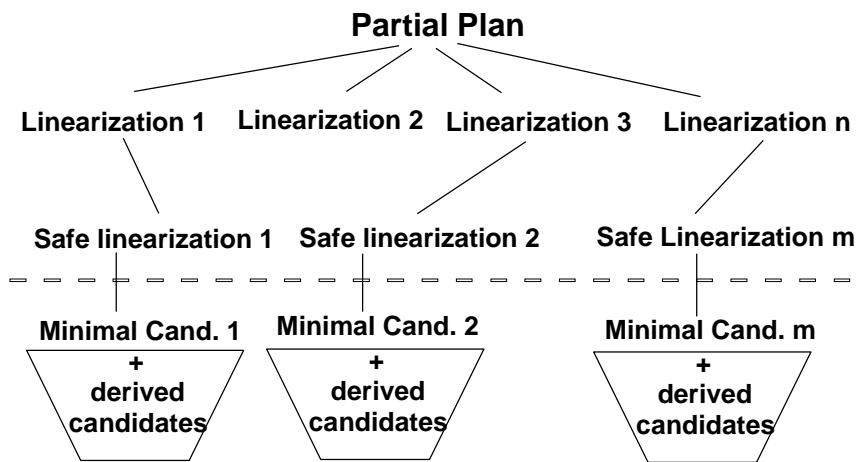 Partial Plan
Linearization 1
Linearization 2
Linearization 3
Linearization n
Safe linearization 1
Safe linearization 2
Safe Linearization m
Minimal Cand. 1
Minimal Cand. 2
Minimal Cand. m
+
derived
candidates
+
derived
candidates
+
derived
candidates